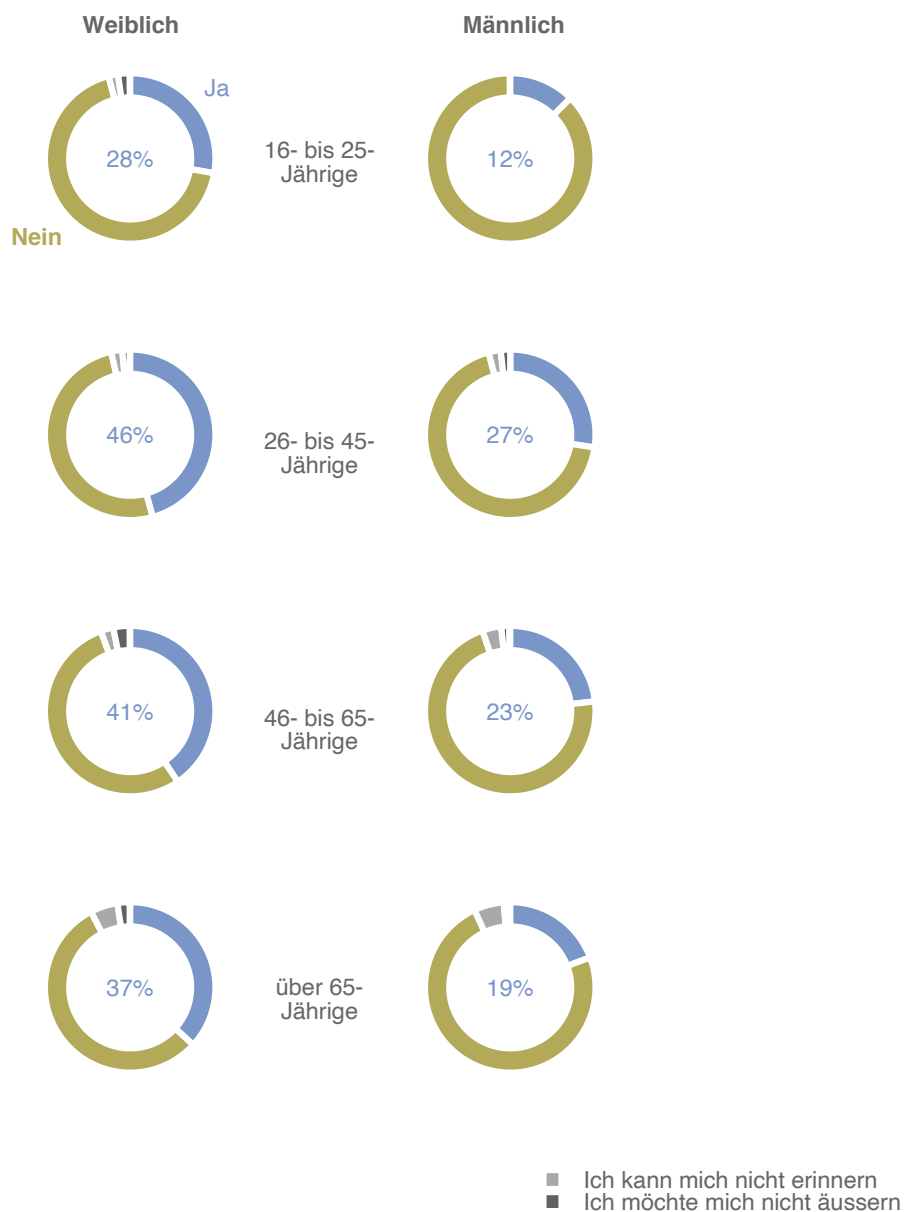 Weiblich
Männlich
Ja
28%
16- bis 25-
Jährige
12%
Nein
46%
26- bis 45-
Jährige
27%
41%
46- bis 65-
Jährige
23%
37%
über 65-
Jährige
19%
Ich kann mich nicht erinnern
Ich möchte mich nicht äussern